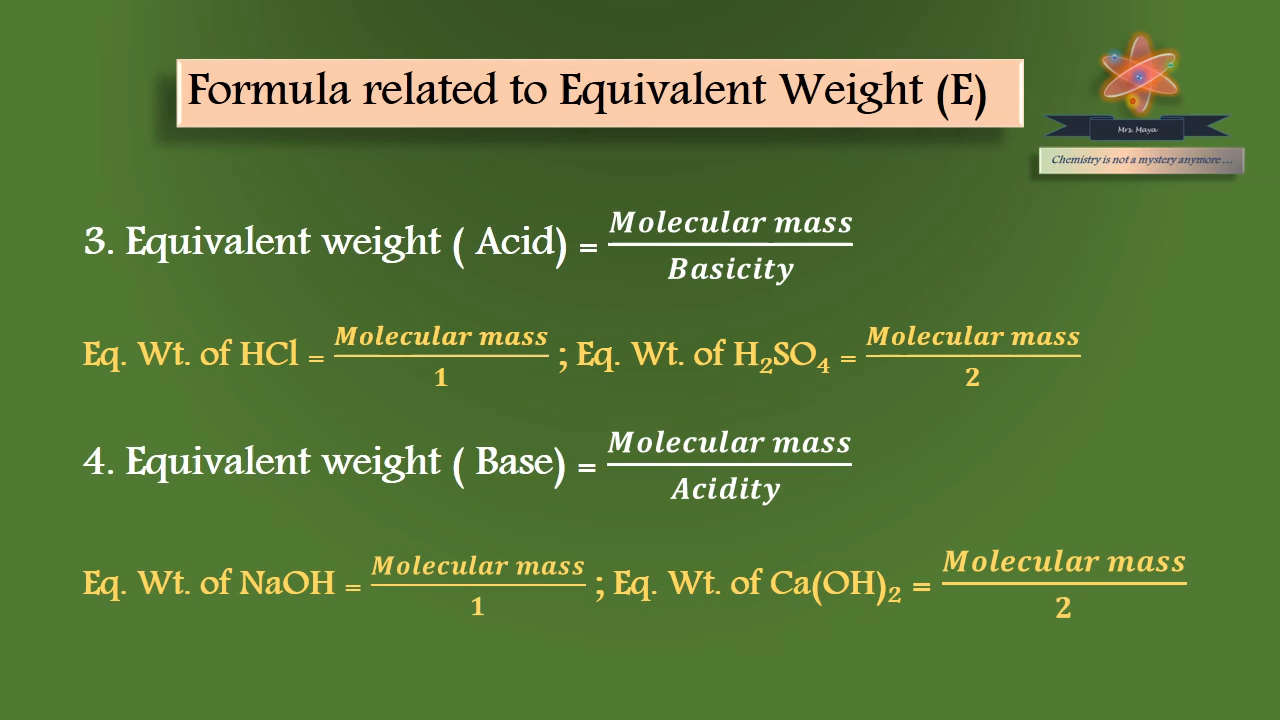 Formula related to Equivalent Weight (E)
Mrs. Maya
Chemistry is not a mystery anymore ...
3. Equivalent weight ( Acid) = Molecular mass / Basicity
Eq. Wt. of HCl = Molecular mass / 1 ; Eq. Wt. of H₂SO₄ = Molecular mass / 2
4. Equivalent weight ( Base) = Molecular mass / Acidity
Eq. Wt. of NaOH = Molecular mass / 1 ; Eq. Wt. of Ca(OH)₂ = Molecular mass / 2